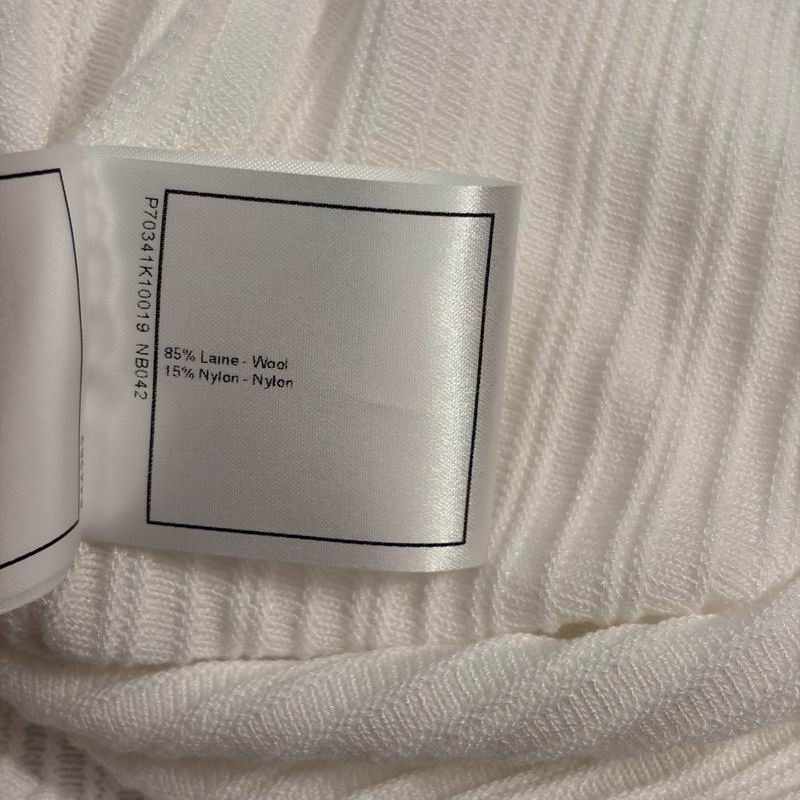 P70341K10019 NB042
85% Laine - Wool
15% Nylon - Nylon